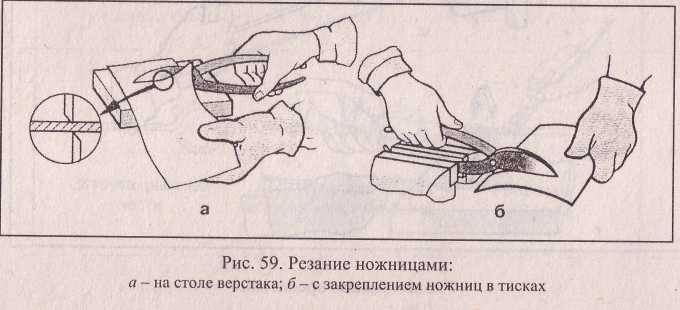 а
б
Рис. 59. Резание ножницами:
а – на столе верстака; б – с закреплением ножниц в тисках